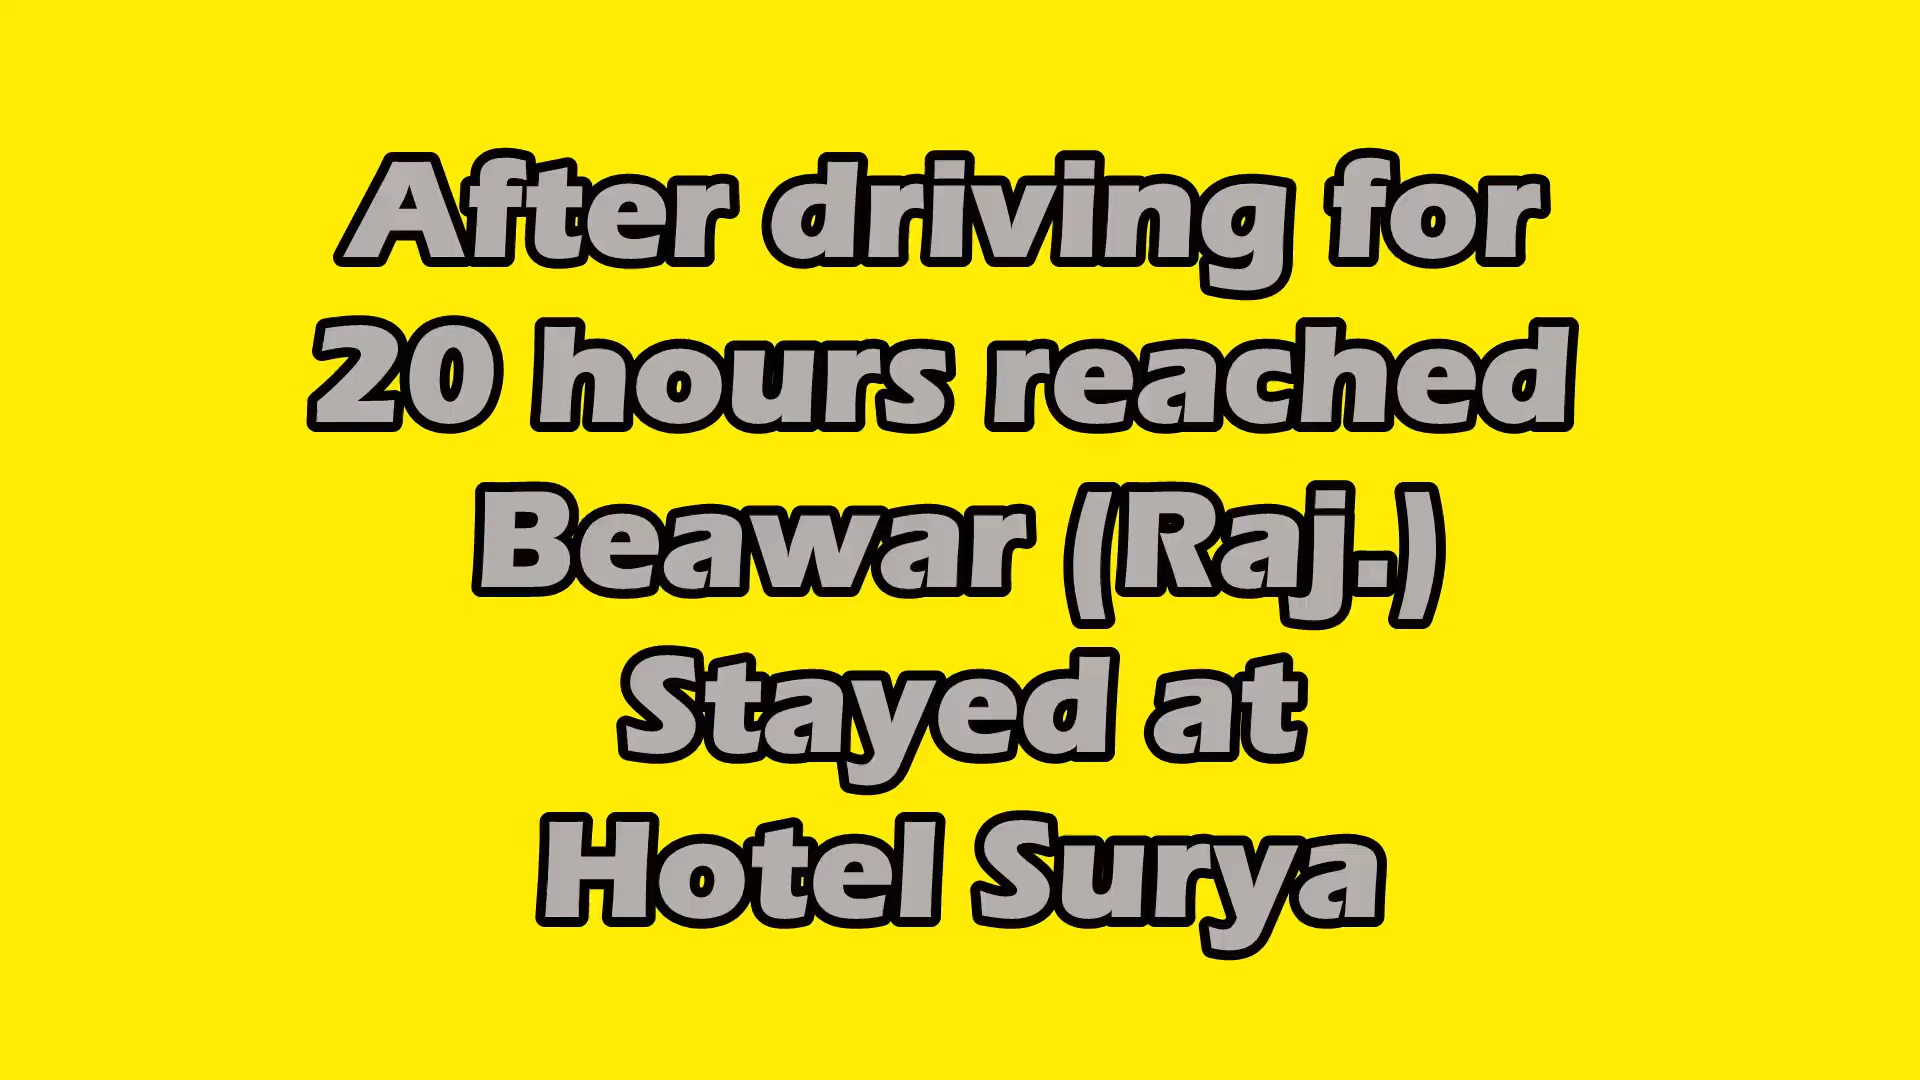 After driving for
20 hours reached
Beawar (Raj.)
Stayed at
Hotel Surya